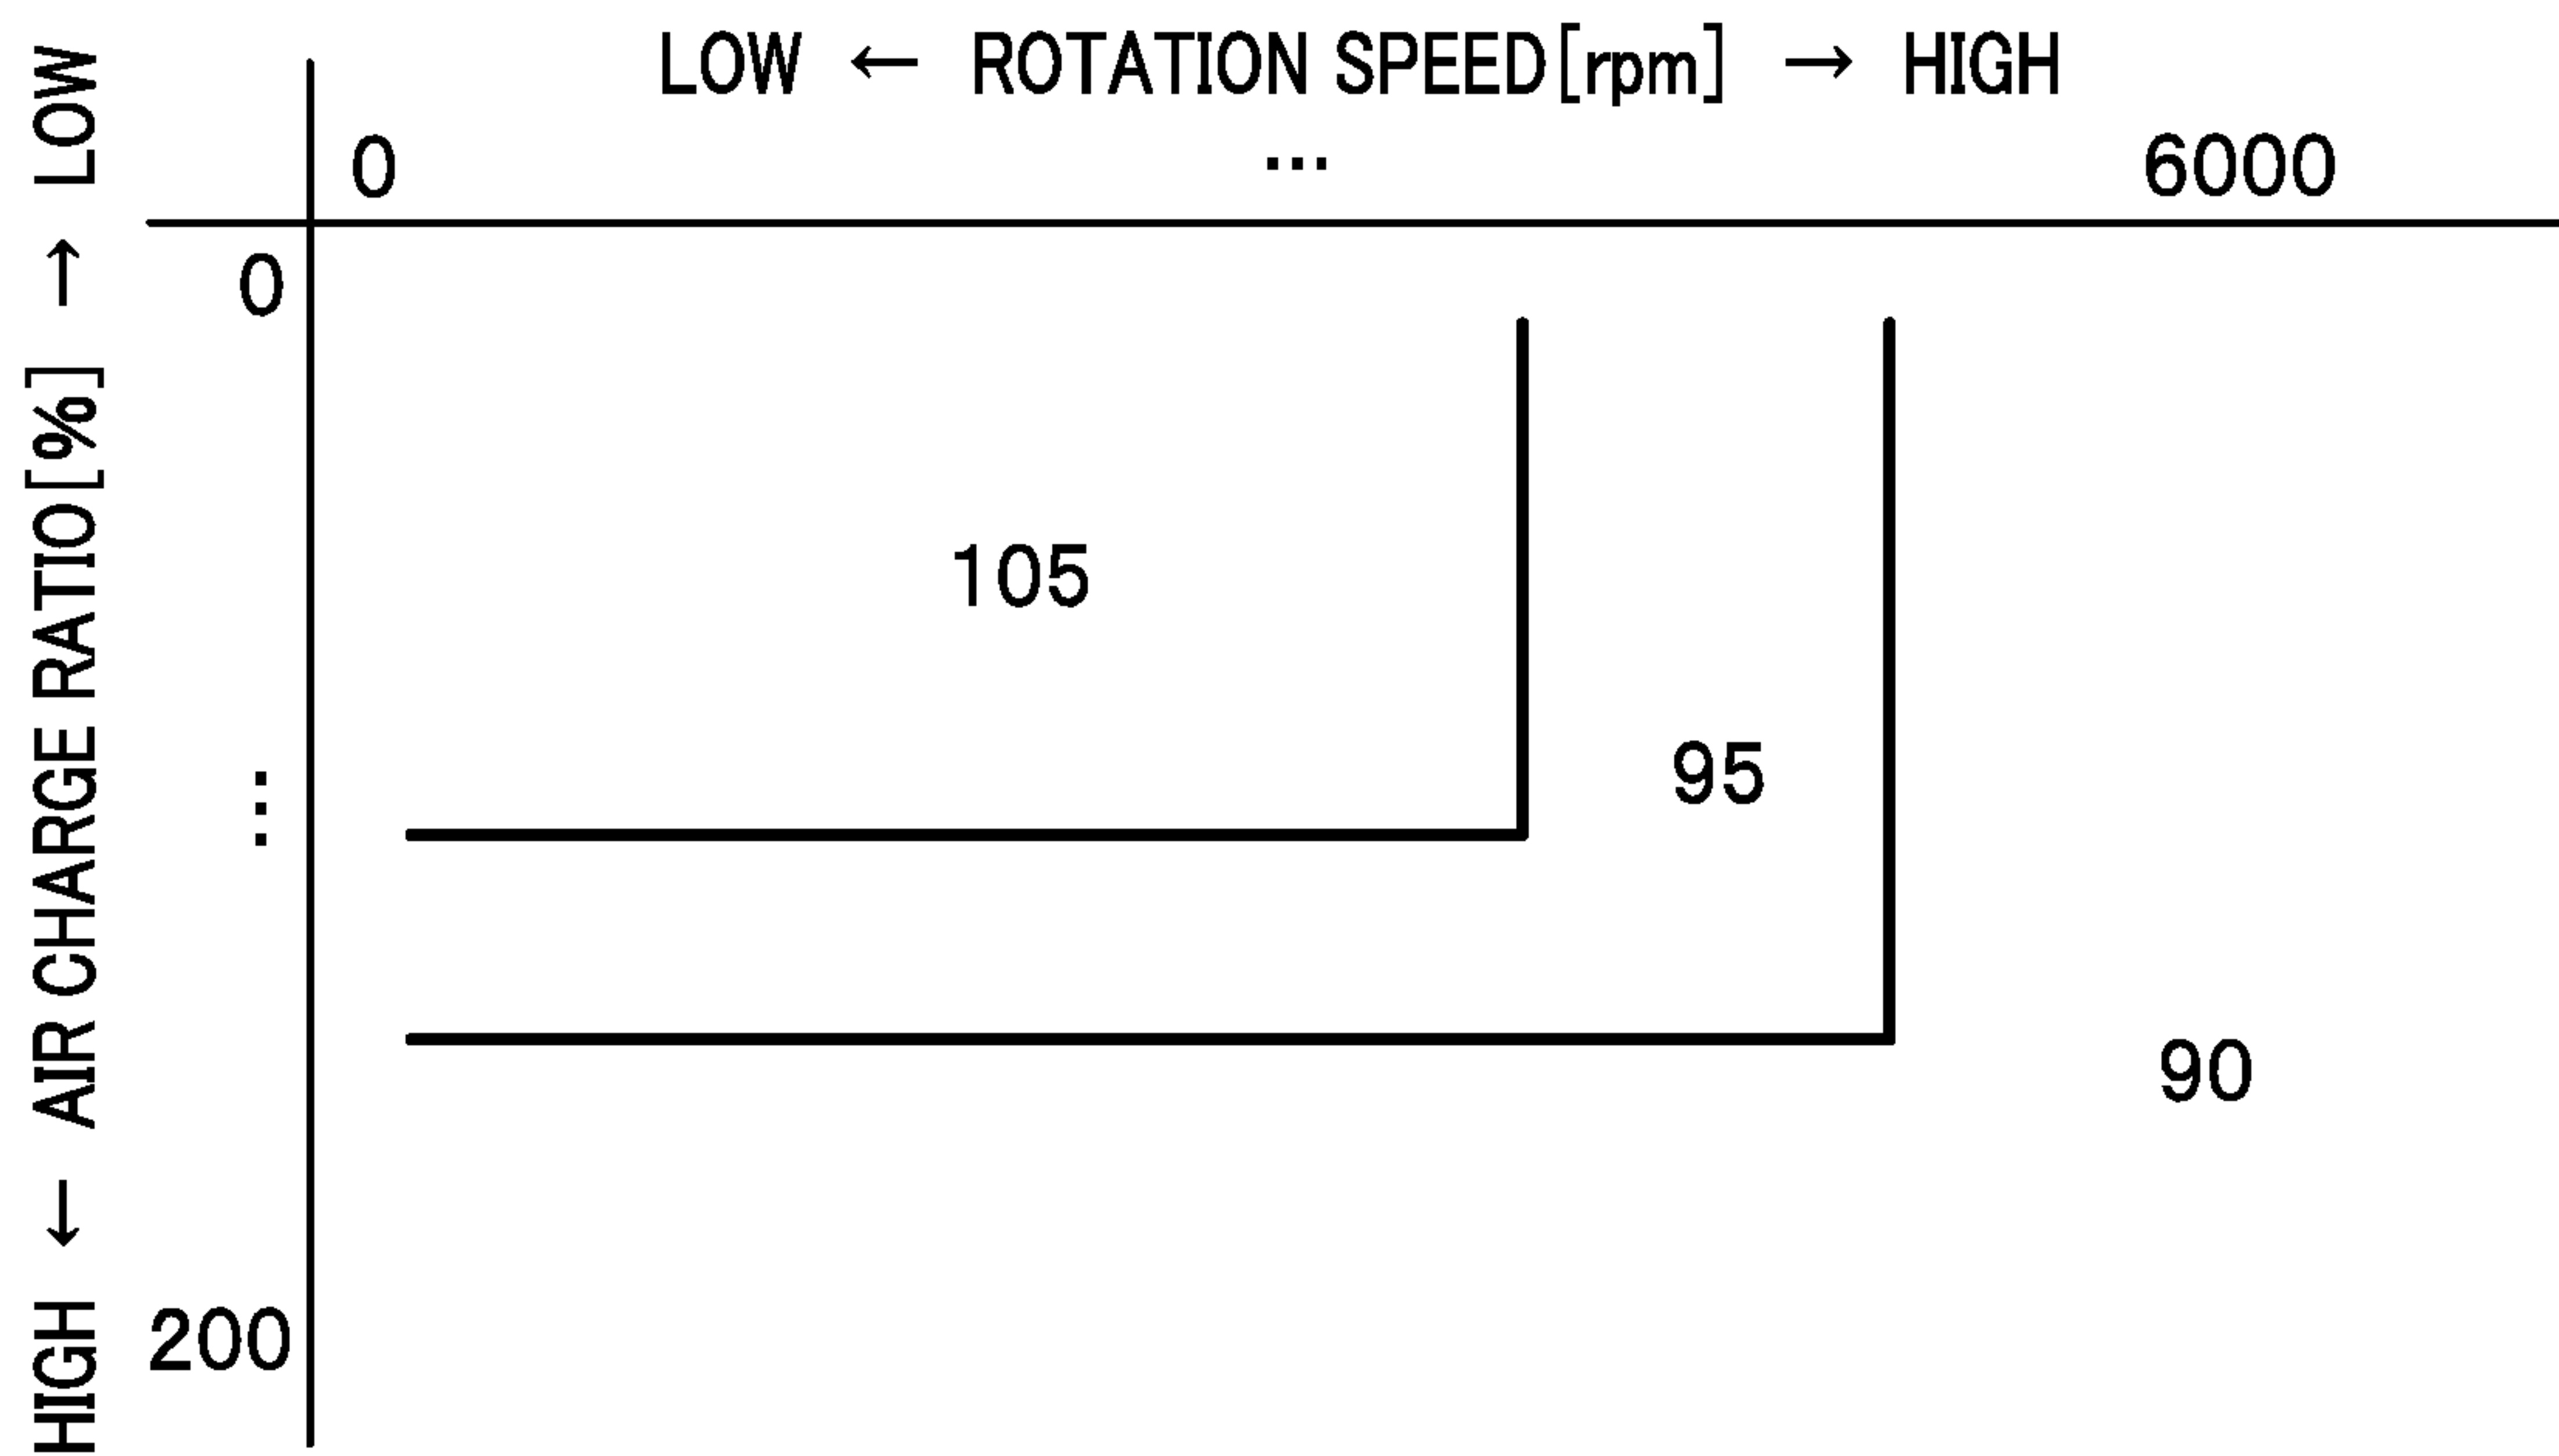 LOW ← ROTATION SPEED[rpm] → HIGH
0 … 6000
HIGH ← AIR CHARGE RATIO[%] → LOW
0
105
95
⋮
90
200